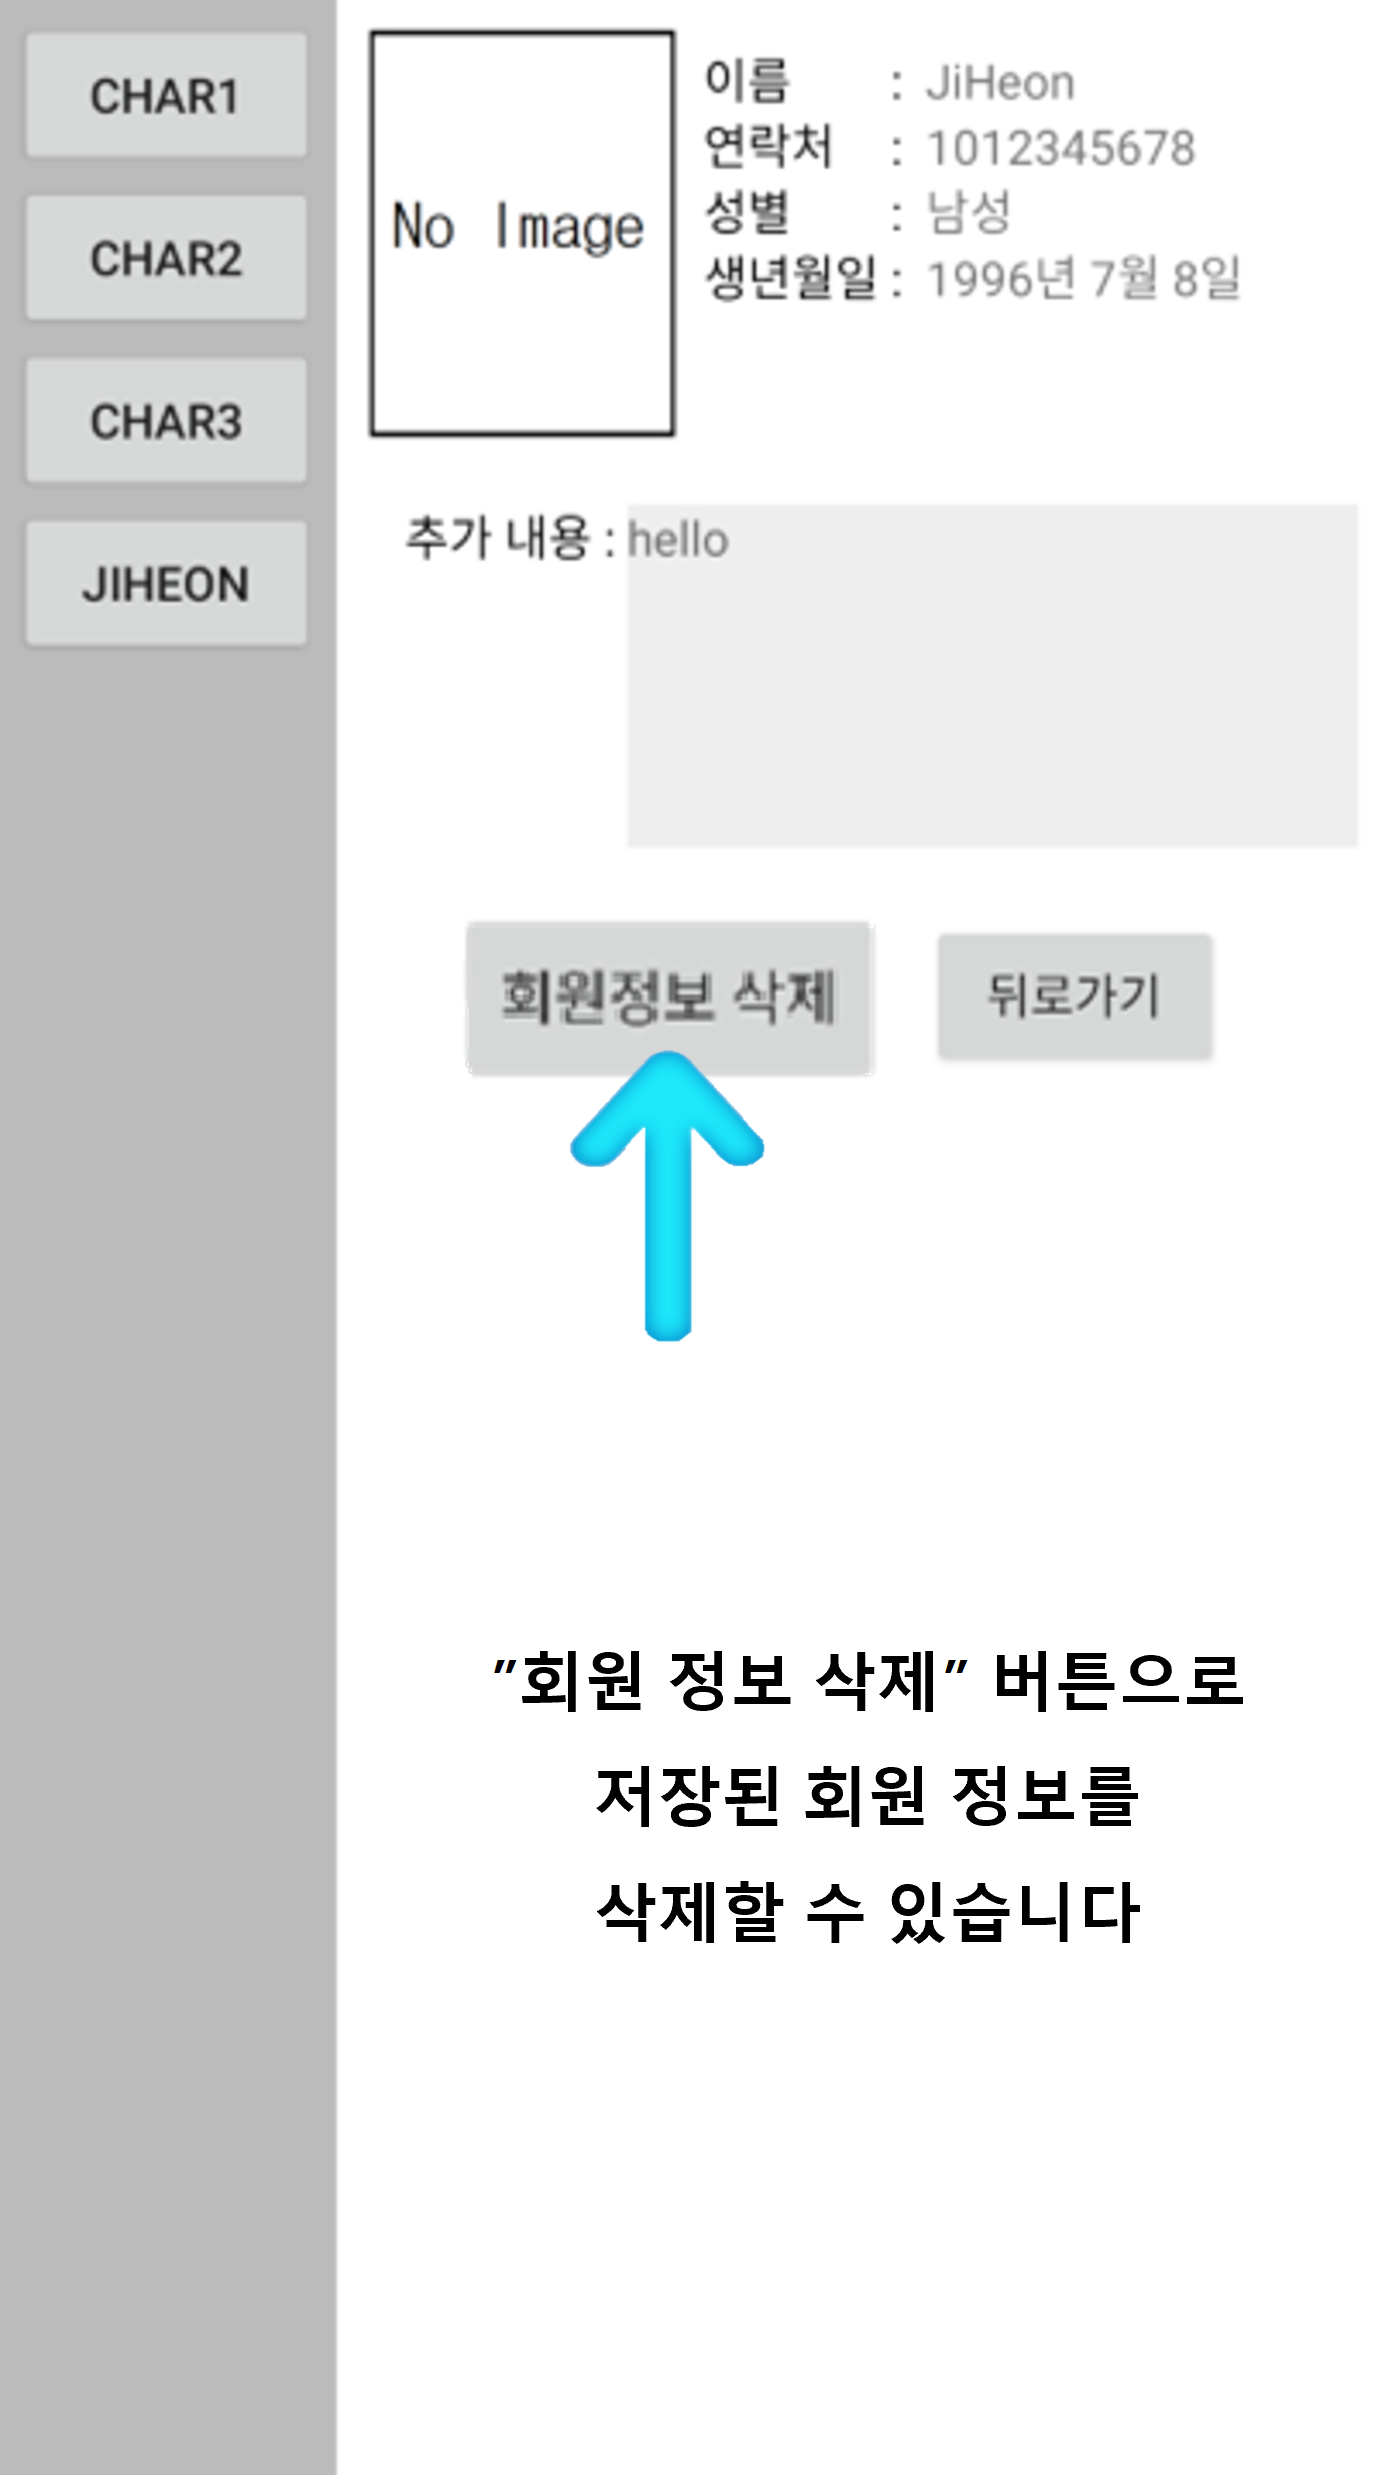 CHAR1
CHAR2
CHAR3
JIHEON
No Image
이름 : JiHeon
연락처 : 1012345678
성별 : 남성
생년월일 : 1996년 7월 8일
추가 내용 : hello
회원정보 삭제
뒤로가기
"회원 정보 삭제" 버튼으로
저장된 회원 정보를
삭제할 수 있습니다